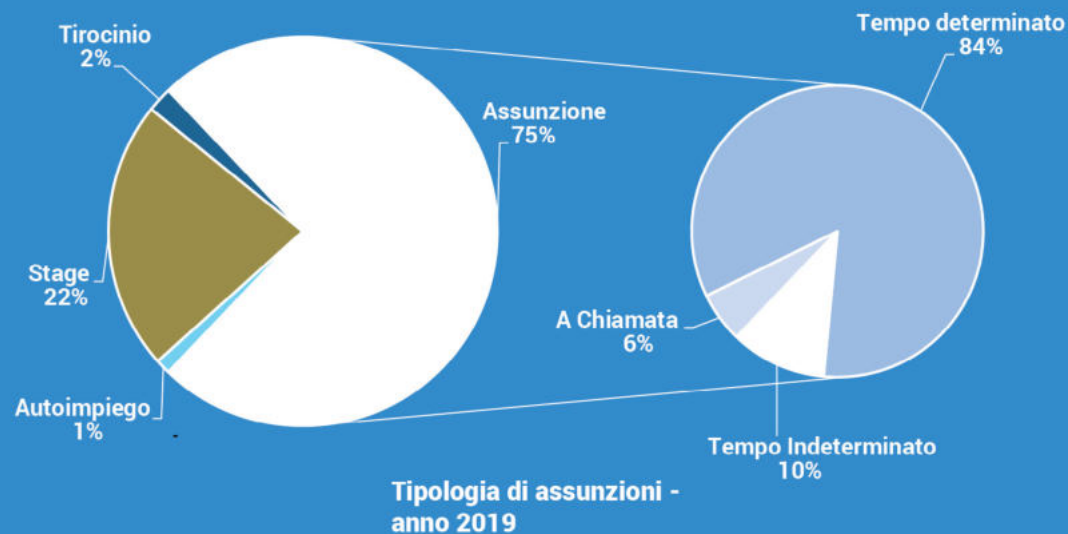 Tirocinio
2%
Assunzione
75%
Stage
22%
Autoimpiego
1%
Tempo determinato
84%
A Chiamata
6%
Tempo Indeterminato
10%
Tipologia di assunzioni -
anno 2019